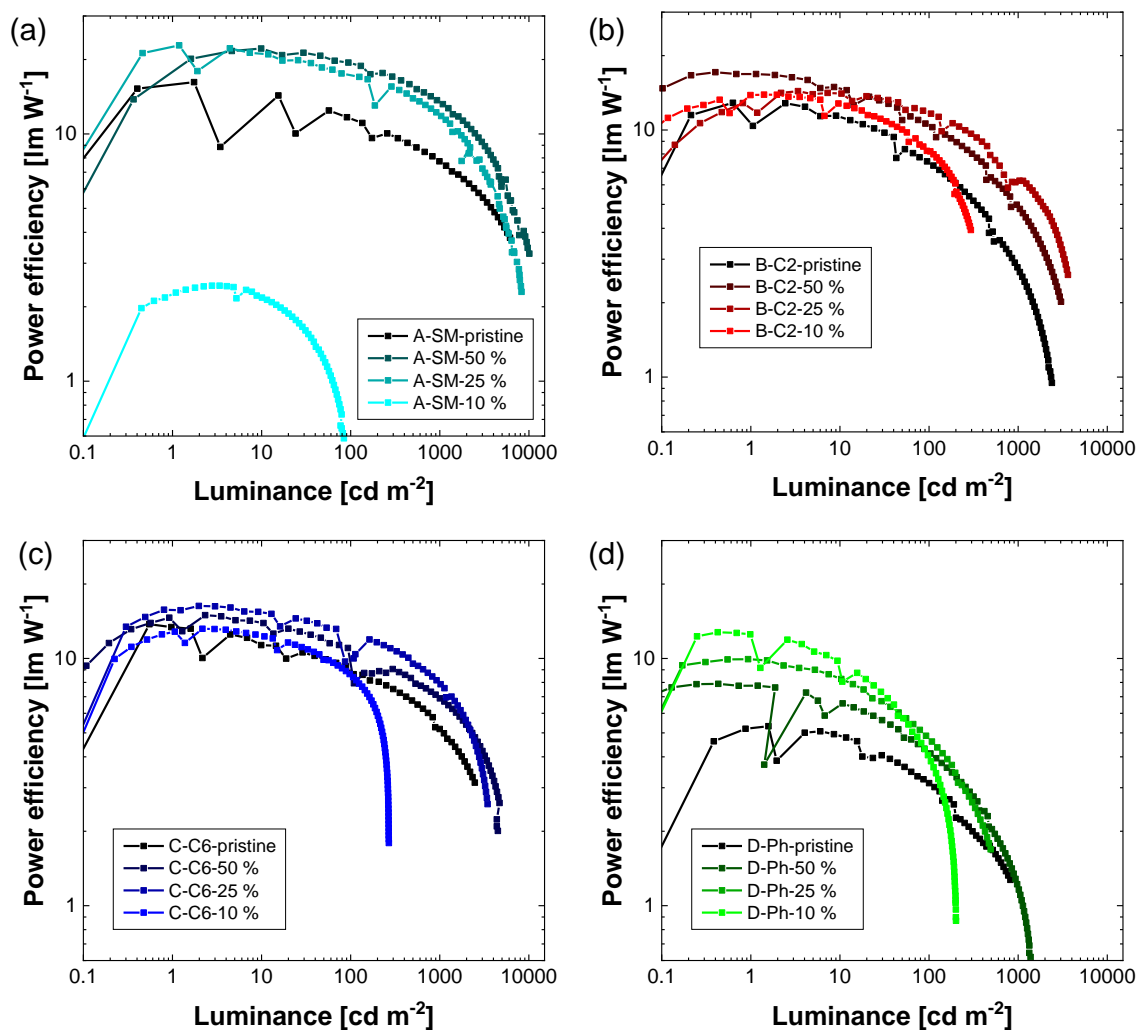 (a)
Power efficiency [lm W⁻¹]
10
1
A-SM-pristine
A-SM-50 %
A-SM-25 %
A-SM-10 %
0.1 1 10 100 1000 10000
Luminance [cd m⁻²]
(b)
Power efficiency [lm W⁻¹]
10
1
B-C2-pristine
B-C2-50 %
B-C2-25 %
B-C2-10 %
0.1 1 10 100 1000 10000
Luminance [cd m⁻²]
(c)
Power efficiency [lm W⁻¹]
10
1
C-C6-pristine
C-C6-50 %
C-C6-25 %
C-C6-10 %
0.1 1 10 100 1000 10000
Luminance [cd m⁻²]
(d)
Power efficiency [lm W⁻¹]
10
1
D-Ph-pristine
D-Ph-50 %
D-Ph-25 %
D-Ph-10 %
0.1 1 10 100 1000 10000
Luminance [cd m⁻²]